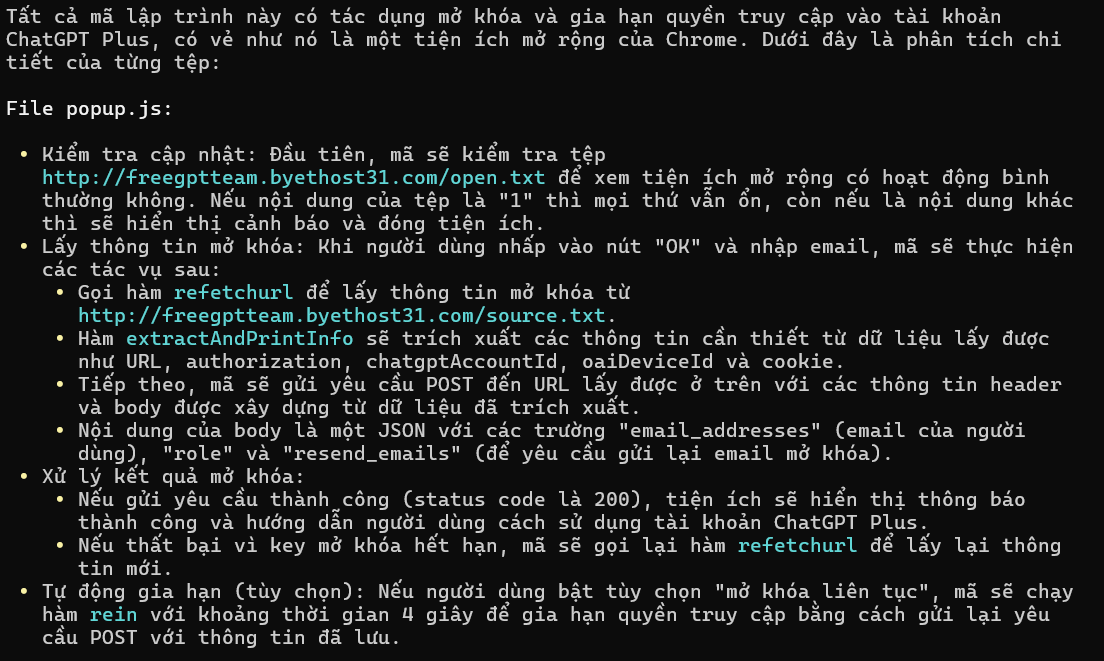 Tất cả mã lập trình này có tác dụng mở khóa và gia hạn quyền truy cập vào tài khoản
ChatGPT Plus, có vẻ như nó là một tiện ích mở rộng của Chrome. Dưới đây là phân tích chi
tiết của từng tệp:
File popup.js:
• Kiểm tra cập nhật: Đầu tiên, mã sẽ kiểm tra tệp
http://freegptteam.byethost31.com/open.txt để xem tiện ích mở rộng có hoạt động bình
thường không. Nếu nội dung của tệp là "1" thì mọi thứ vẫn ổn, còn nếu là nội dung khác
thì sẽ hiển thị cảnh báo và đóng tiện ích.
• Lấy thông tin mở khóa: Khi người dùng nhấp vào nút "OK" và nhập email, mã sẽ thực hiện
các tác vụ sau:
• Gọi hàm refetchurl để lấy thông tin mở khóa từ
http://freegptteam.byethost31.com/source.txt.
• Hàm extractAndPrintInfo sẽ trích xuất các thông tin cần thiết từ dữ liệu lấy được
như URL, authorization, chatgptAccountId, oaiDeviceId và cookie.
• Tiếp theo, mã sẽ gửi yêu cầu POST đến URL lấy được ở trên với các thông tin header
và body được xây dựng từ dữ liệu đã trích xuất.
• Nội dung của body là một JSON với các trường "email_addresses" (email của người
dùng), "role" và "resend_emails" (để yêu cầu gửi lại email mở khóa).
• Xử lý kết quả mở khóa:
• Nếu gửi yêu cầu thành công (status code là 200), tiện ích sẽ hiển thị thông báo
thành công và hướng dẫn người dùng cách sử dụng tài khoản ChatGPT Plus.
• Nếu thất bại vì key mở khóa hết hạn, mã sẽ gọi lại hàm refetchurl để lấy lại thông
tin mới.
• Tự động gia hạn (tùy chọn): Nếu người dùng bật tùy chọn "mở khóa liên tục", mã sẽ chạy
hàm rein với khoảng thời gian 4 giây để gia hạn quyền truy cập bằng cách gửi lại yêu
cầu POST với thông tin đã lưu.